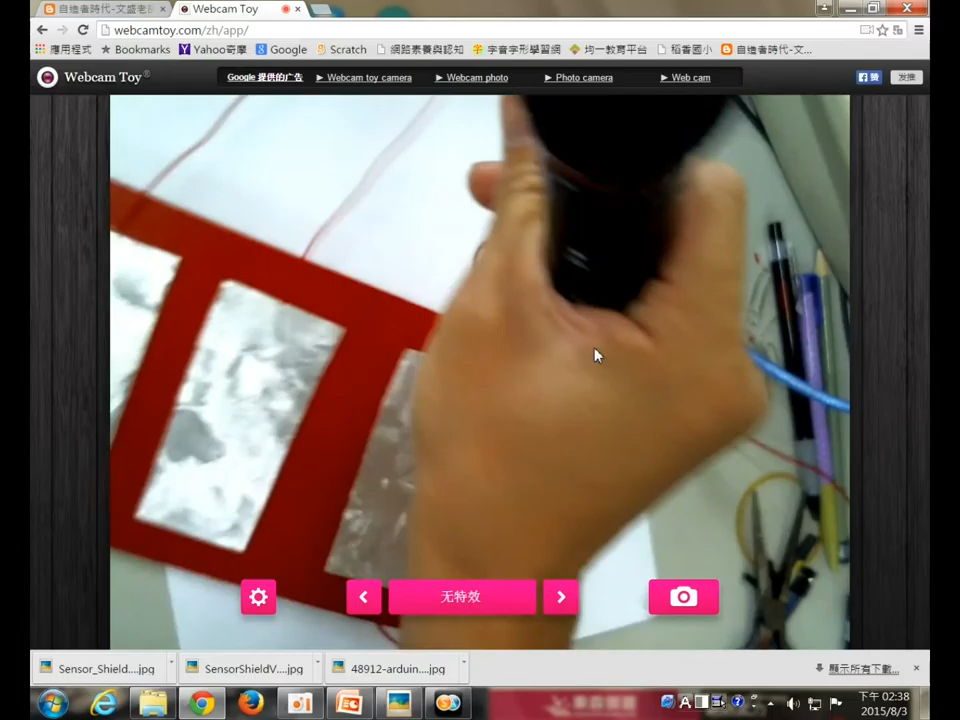 自造者時代-文盛老師
Webcam Toy
webcamtoy.com/zh/app/
應用程式
Bookmarks
Yahoo奇摩
Google
Scratch
網路素養與認知
字音字形學習網
均一教育平台
稻香國小
自造者時代-文...
Webcam Toy®
Google 提供的广告
▶ Webcam toy camera
▶ Webcam photo
▶ Photo camera
▶ Web cam
赞
发推
无特效
Sensor_Shield....jpg
SensorShieldV....jpg
48912-arduin....jpg
顯示所有下載...
下午 02:38
2015/8/3